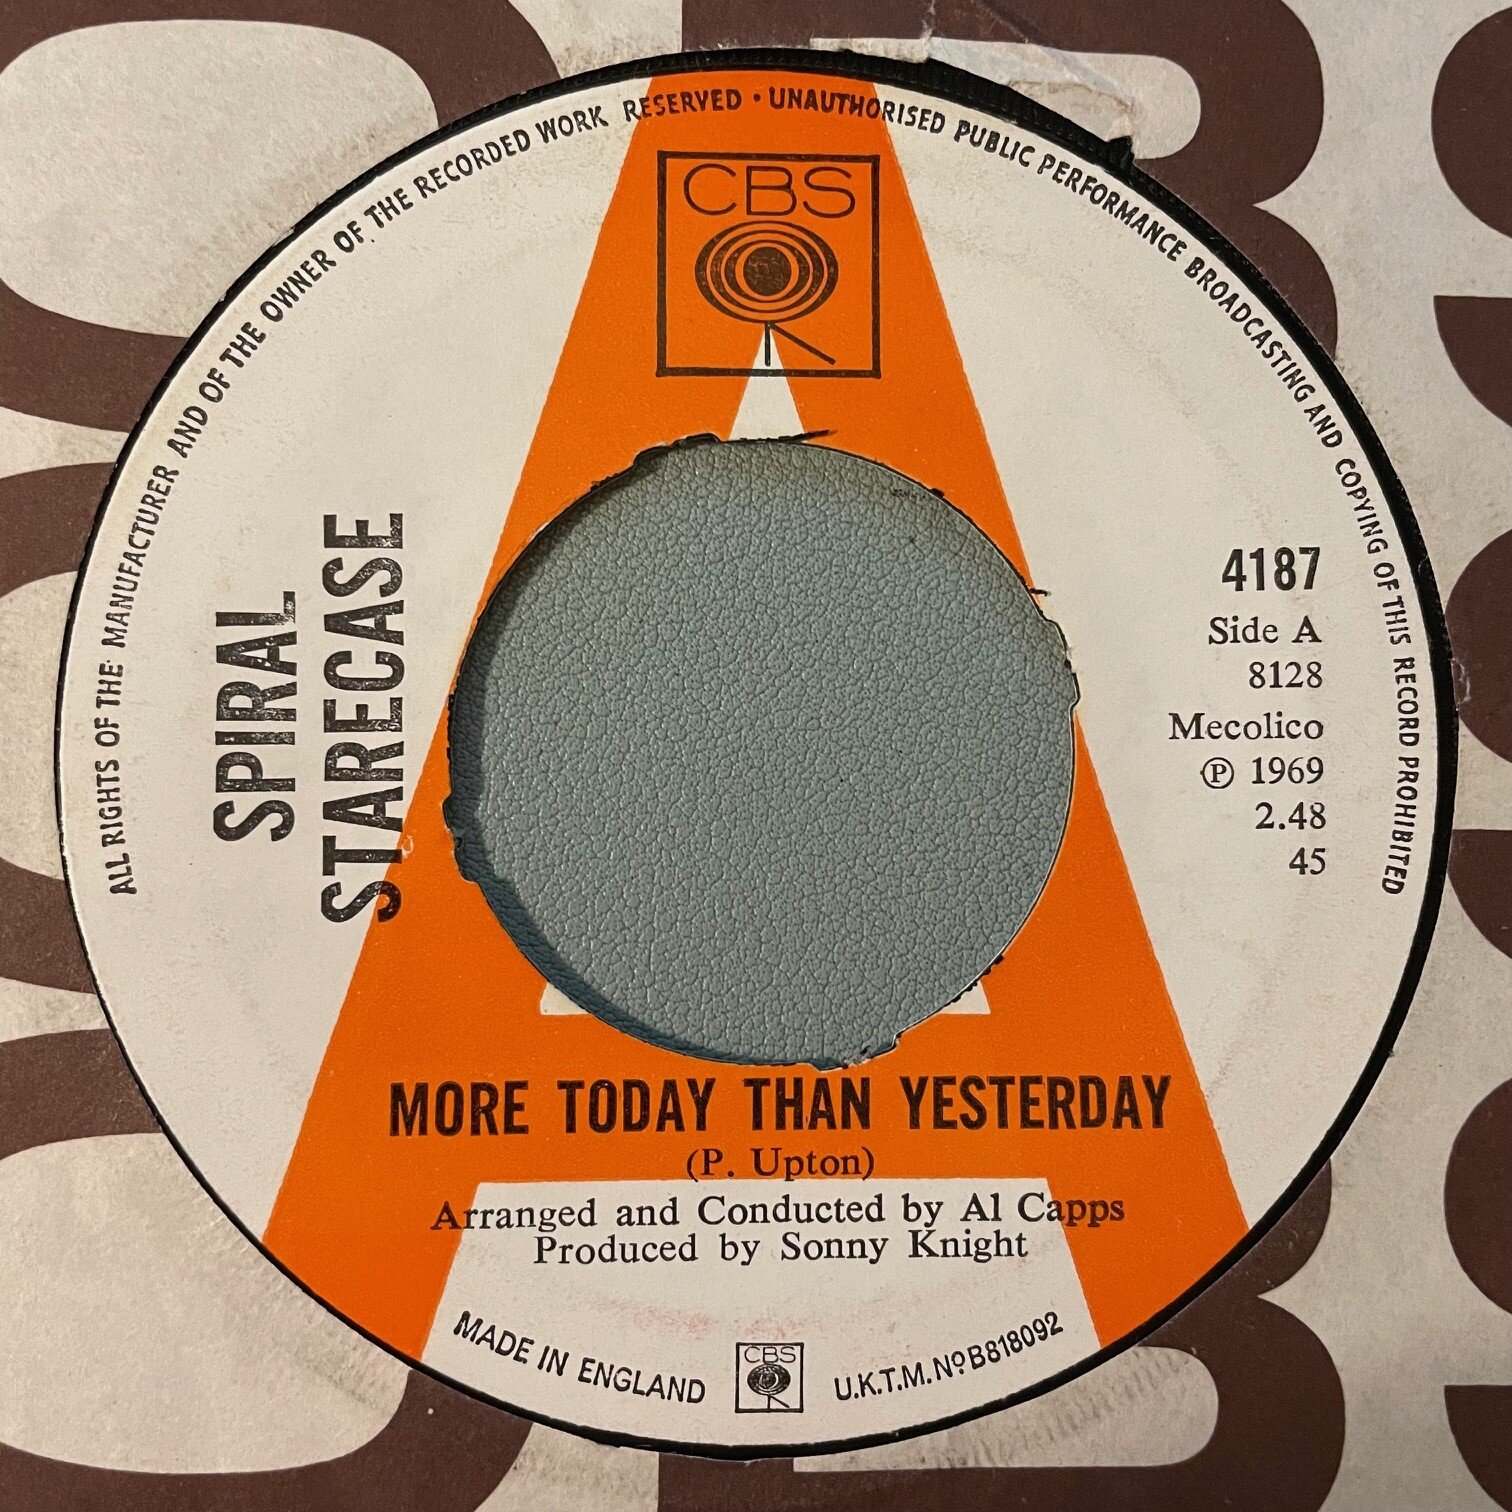 ALL RIGHTS OF THE MANUFACTURER AND OF THE OWNER OF THE RECORDED WORK RESERVED · UNAUTHORISED PUBLIC PERFORMANCE BROADCASTING AND COPYING OF THIS RECORD PROHIBITED
CBS
SPIRAL
STARECASE
4187
Side A
8128
Mecolico
Ⓟ 1969
2.48
45
MORE TODAY THAN YESTERDAY
(P. Upton)
Arranged and Conducted by Al Capps
Produced by Sonny Knight
MADE IN ENGLAND
CBS
U.K.T.M. Nº B818092